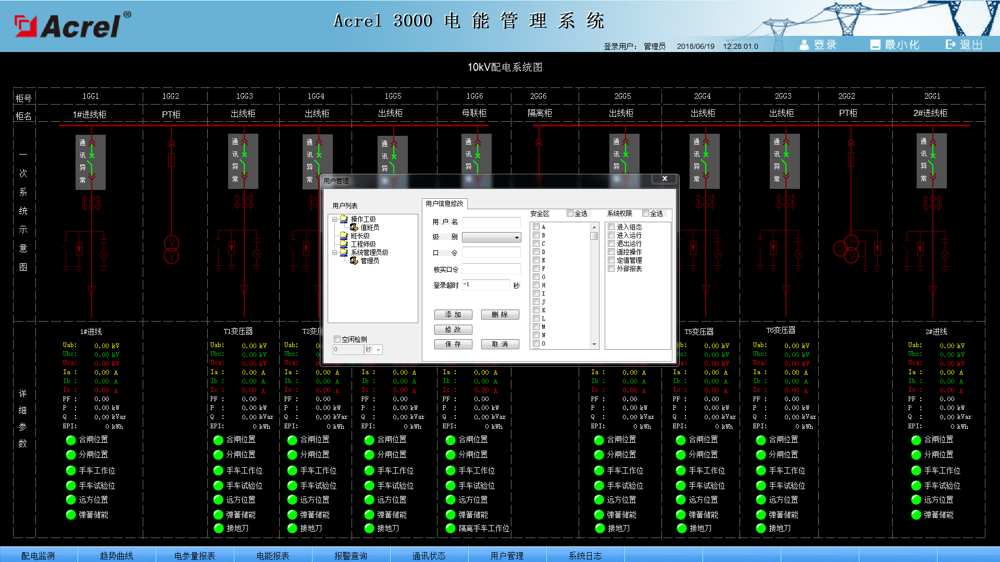 Acrel®
Acrel 3000 电能管理系统
登录用户： 管理员 2018/06/19 12:28:01.0
登录 最小化 退出
10kV配电系统图
柜号 1GG1 1GG2 1GG3 1GG4 1GG5 1GG6 2GG6 2GG5 2GG4 2GG3 2GG2 2GG1
柜名 1#进线柜 PT柜 出线柜 出线柜 出线柜 母联柜 隔离柜 出线柜 出线柜 出线柜 PT柜 2#进线柜
一次系统示意图
通讯异常 通讯异常 通讯异常 通讯异 通讯异 通讯异 通讯异常 通讯异常 通讯异常
用户管理 x
用户列表
操作工级
值班员
班长级
工程师级
系统管理员级
管理员
空闲检测
0 秒
用户信息修改
用户名
级别
口令
核实口令
登录超时 -1 秒
添加 删除
修改
保存 取消
安全区 全选
A
B
C
D
E
F
G
H
I
J
K
L
M
N
O
系统权限 全选
进入组态
进入运行
退出运行
遥控操作
定值管理
外部报表
详细参数
1#进线 T1变压器 T2变 T5变压器 T6变压器 2#进线
Uab: 0.00 kV Uab: 0.00 kV Uab: 0 b: 0.00 kV Uab: 0.00 kV Uab: 0.00 kV
Ubc: 0.00 kV Ubc: 0.00 kV Ubc: 0 bc: 0.00 kV Ubc: 0.00 kV Ubc: 0.00 kV
Uca: 0.00 kV Uca: 0.00 kV Uca: 0 ca: 0.00 kV Uca: 0.00 kV Uca: 0.00 kV
Ia : 0.00 A Ia : 0.00 A Ia : 0.00 A Ia : 0.00 A Ia : 0.00 A Ia : 0.00 A Ia : 0.00 A Ia : 0.00 A Ia : 0.00 A
Ib : 0.00 A Ib : 0.00 A Ib : 0.00 A Ib : 0.00 A Ib : 0.00 A Ib : 0.00 A Ib : 0.00 A Ib : 0.00 A Ib : 0.00 A
Ic : 0.00 A Ic : 0.00 A Ic : 0.00 A Ic : 0.00 A Ic : 0.00 A Ic : 0.00 A Ic : 0.00 A Ic : 0.00 A Ic : 0.00 A
PF : 0.00 PF : 0.00 PF : 0.00 PF : 0.00 PF : 0.00 PF : 0.00 PF : 0.00 PF : 0.00 PF : 0.00
P : 0.00 kW P : 0.00 kW P : 0.00 kW P : 0.00 kW P : 0.00 kW P : 0.00 kW P : 0.00 kW P : 0.00 kW P : 0.00 kW
Q : 0.00 kVar Q : 0.00 kVar Q : 0.00 kVar Q : 0.00 kVar Q : 0.00 kVar Q : 0.00 kVar Q : 0.00 kVar Q : 0.00 kVar Q : 0.00 kVar
EPI: 0 kWh EPI: 0 kWh EPI: 0 kWh EPI: 0 kWh EPI: 0 kWh EPI: 0 kWh EPI: 0 kWh EPI: 0 kWh EPI: 0 kWh
合闸位置 合闸位置 合闸位置 合闸位置 合闸位置 合闸位置 合闸位置 合闸位置 合闸位置
分闸位置 分闸位置 分闸位置 分闸位置 分闸位置 分闸位置 分闸位置 分闸位置 分闸位置
手车工作位 手车工作位 手车工作位 手车工作位 手车工作位 手车工作位 手车工作位 手车工作位 手车工作位
手车试验位 手车试验位 手车试验位 手车试验位 手车试验位 手车试验位 手车试验位 手车试验位 手车试验位
远方位置 远方位置 远方位置 远方位置 远方位置 远方位置 远方位置 远方位置 远方位置
弹簧储能 弹簧储能 弹簧储能 弹簧储能 弹簧储能 弹簧储能 弹簧储能 弹簧储能 弹簧储能
接地刀 接地刀 接地刀 隔离手车工作位 接地刀 接地刀 接地刀
配电监测 趋势曲线 电参量报表 电能报表 报警查询 通讯状态 用户管理 系统日志